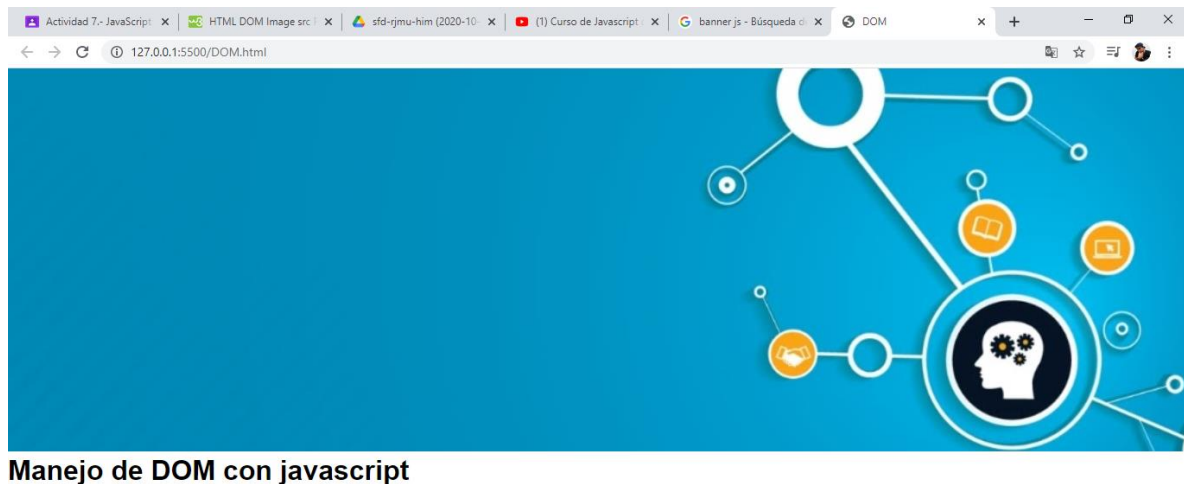 Actividad 7.- JavaScript
HTML DOM Image src
sfd-rjmu-him (2020-10-
(1) Curso de Javascript
banner js - Búsqueda d
DOM
127.0.0.1:5500/DOM.html
Manejo de DOM con javascript